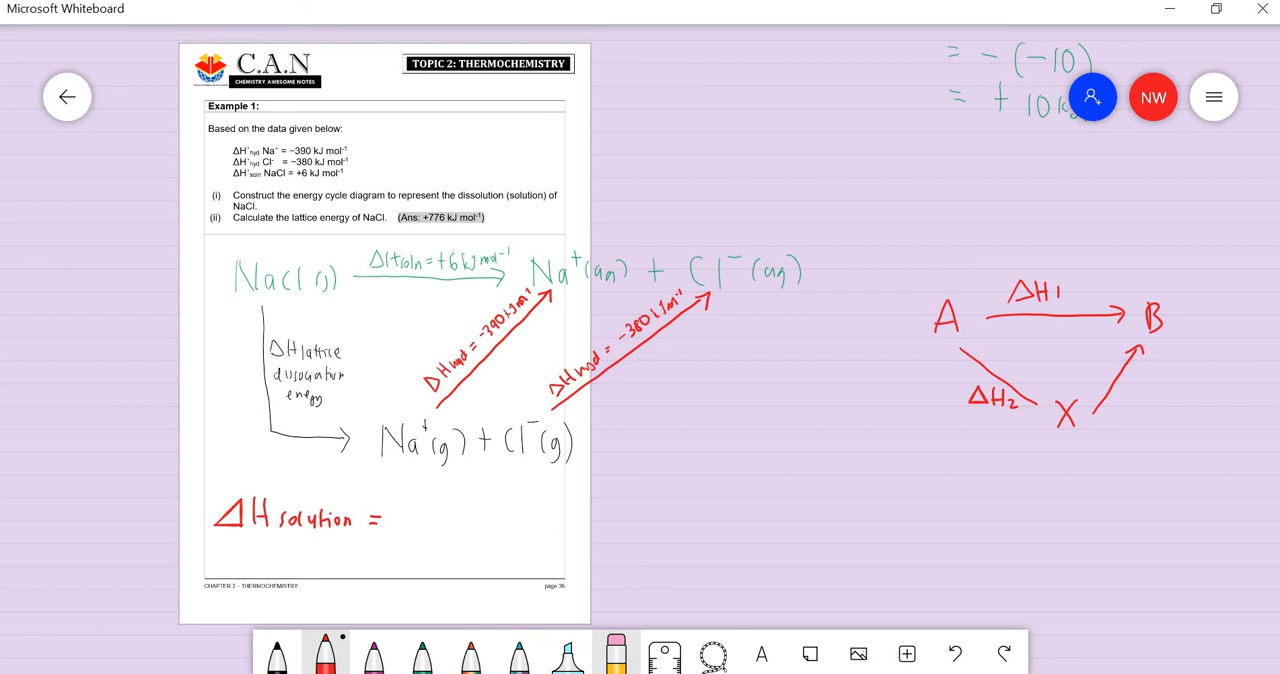 Microsoft Whiteboard
= - (-10)
= + 10 k
NW
C.A.N
CHEMISTRY AWESOME NOTES
TOPIC 2: THERMOCHEMISTRY
Example 1:
Based on the data given below:
ΔH°hyd Na⁺ = −390 kJ mol⁻¹
ΔH°hyd Cl⁻ = −380 kJ mol⁻¹
ΔH°soln NaCl = +6 kJ mol⁻¹
(i) Construct the energy cycle diagram to represent the dissolution (solution) of
NaCl.
(ii) Calculate the lattice energy of NaCl. (Ans: +776 kJ mol⁻¹)
NaCl (s) ΔHsoln = +6 kJ mol⁻¹ Na⁺(aq) + Cl⁻(aq)
ΔH hyd = -390 kJ m⁻¹
ΔH hyd = -380 kJ m⁻¹
ΔH lattice
dissociation
energy
Na⁺(g) + Cl⁻(g)
ΔH solution =
A ΔH1 B
ΔH2 X
CHAPTER 2 – THERMOCHEMISTRY page 36